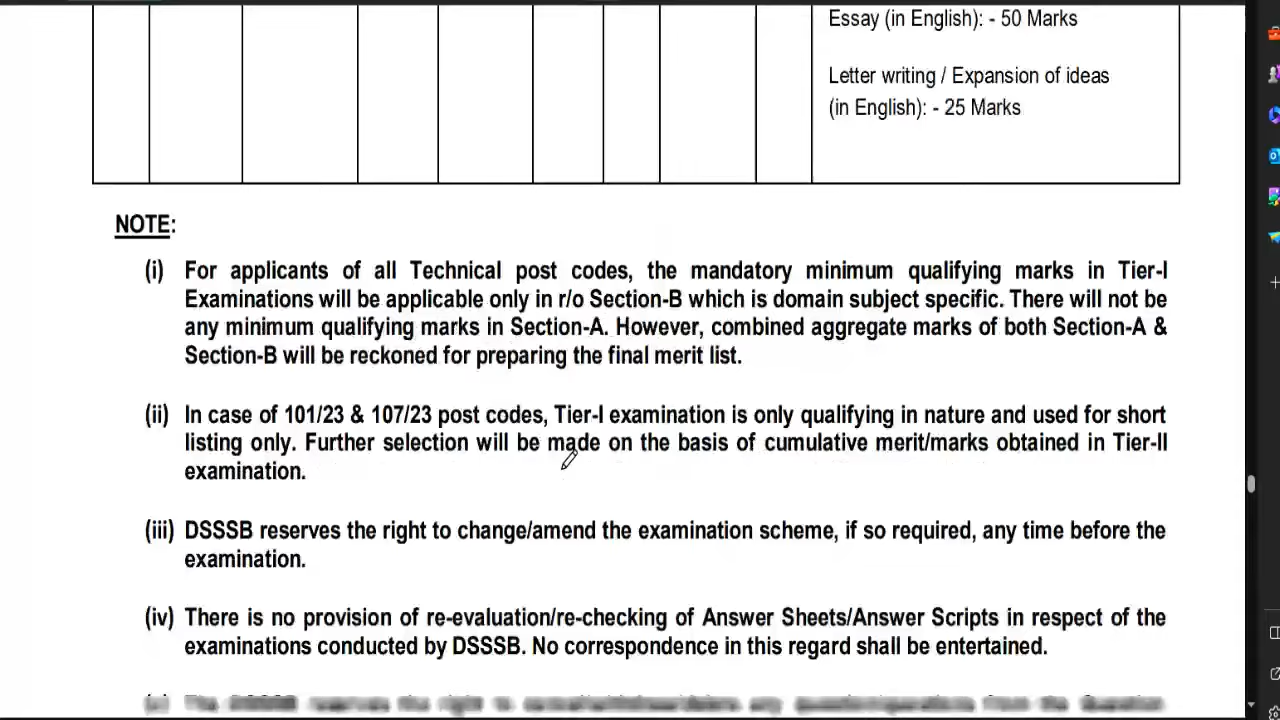 Essay (in English): - 50 Marks
Letter writing / Expansion of ideas
(in English): - 25 Marks
NOTE:
(i) For applicants of all Technical post codes, the mandatory minimum qualifying marks in Tier-I
Examinations will be applicable only in r/o Section-B which is domain subject specific. There will not be
any minimum qualifying marks in Section-A. However, combined aggregate marks of both Section-A &
Section-B will be reckoned for preparing the final merit list.
(ii) In case of 101/23 & 107/23 post codes, Tier-I examination is only qualifying in nature and used for short
listing only. Further selection will be made on the basis of cumulative merit/marks obtained in Tier-II
examination.
(iii) DSSSB reserves the right to change/amend the examination scheme, if so required, any time before the
examination.
(iv) There is no provision of re-evaluation/re-checking of Answer Sheets/Answer Scripts in respect of the
examinations conducted by DSSSB. No correspondence in this regard shall be entertained.